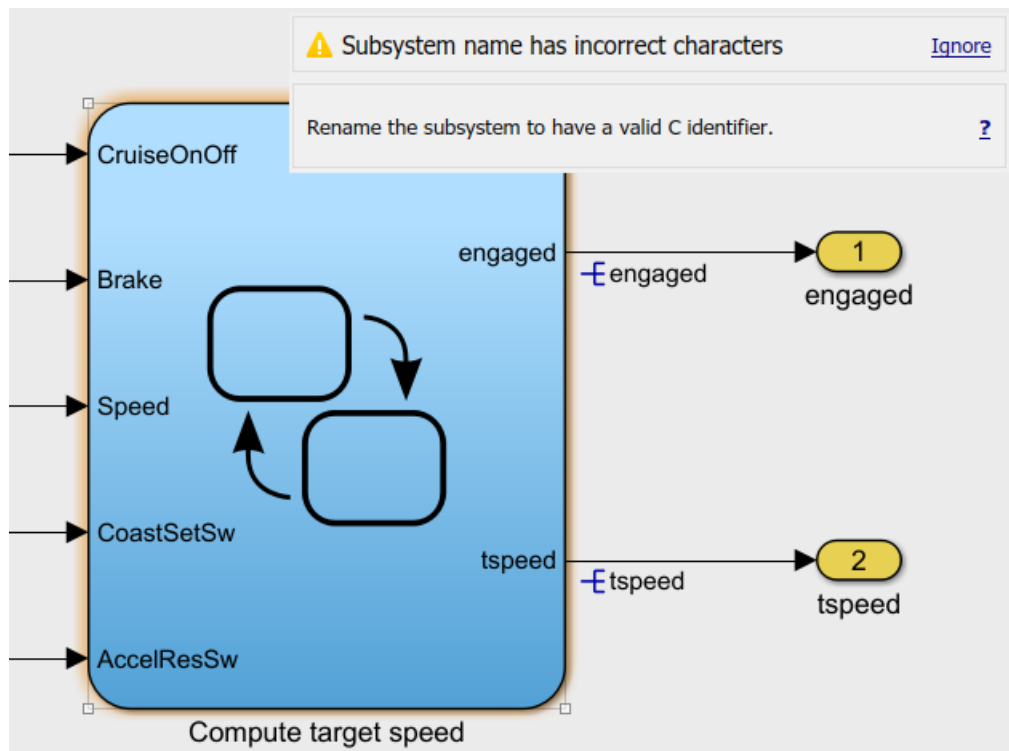 Subsystem name has incorrect characters
Ignore
Rename the subsystem to have a valid C identifier.
?
CruiseOnOff
Brake
Speed
CoastSetSw
AccelResSw
engaged
engaged
1
engaged
tspeed
tspeed
2
tspeed
Compute target speed